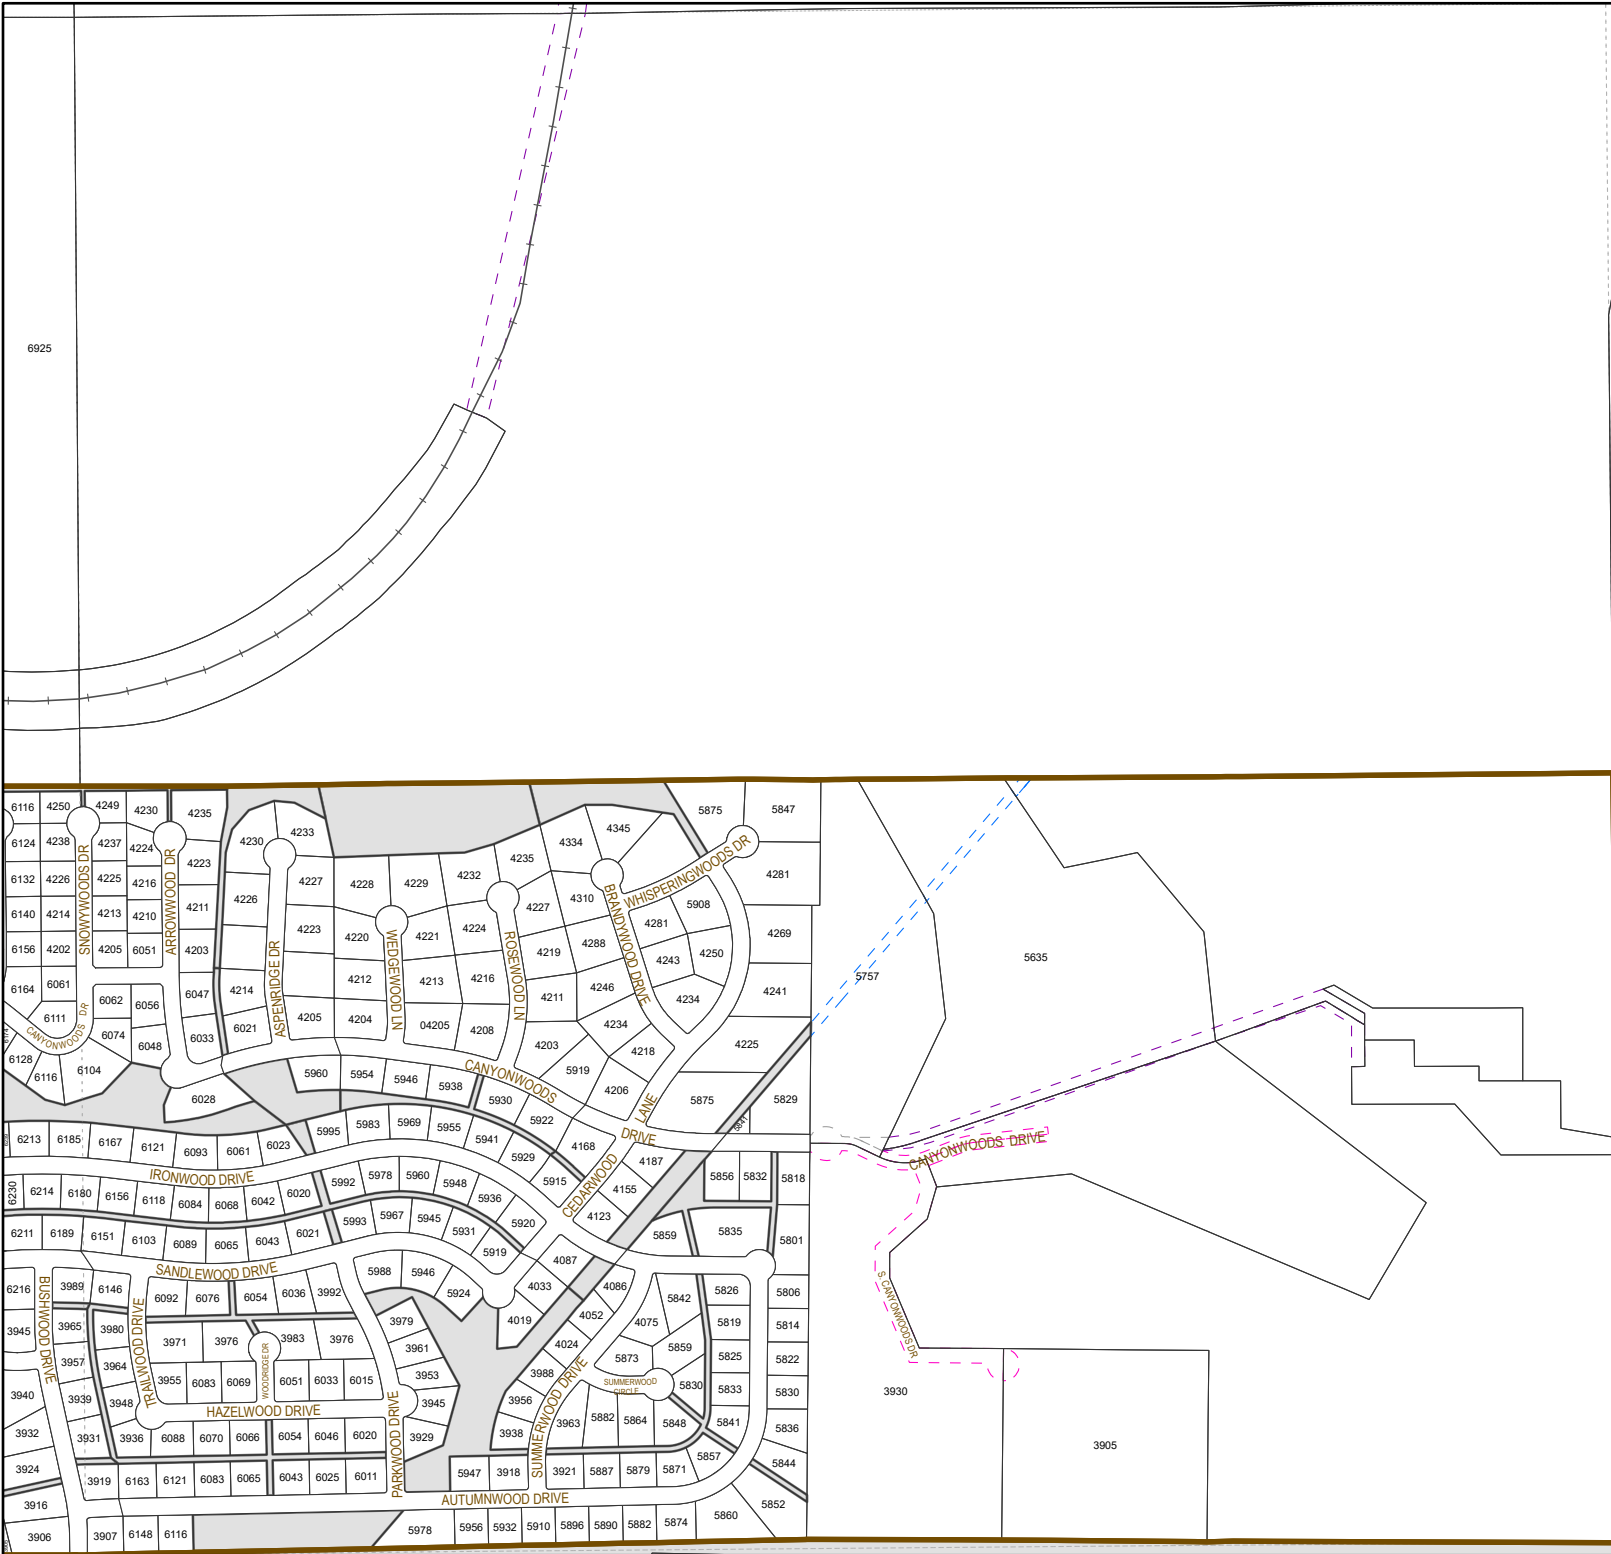 6925
6116 4250 4249 4230 4235 5875 5847
4230 4233 4334 4345
6124 4238 4237 4224 4223 4235 4281
6132 4226 4225 4216 4227 4228 4229 4232
6140 4214 4213 4210 4211 4226 4227 4310 4281 5908
6156 4202 4205 6051 4203 4223 4220 4221 4224 4219 4288 4243 4250 4269
SNOWYWOODS DR
ARROWWOOD DR
ASPENRIDGE DR
WEDGEWOOD LN
ROSEWOOD LN
BRANDYWOOD DRIVE
WHISPERINGWOODS DR
6164 6061 6062 6056 6047 4214 4212 4213 4216 4211 4246 4234 4241
5757
5635
6111 6074 6048 6033 6021 4205 4204 04205 4208 4203 4234 4218 4225
CANYONWOODS DR
6174
6128 6116 6104 6028
5960 5954 5946 5938 5930 5922 5919 4206 5875 5829
5841
CANYONWOODS
DRIVE
LANE
CEDARWOOD
CANYONWOODS DRIVE
6213 6185 6167 6121 6093 6061 6023 5995 5983 5969 5955 5941 5929 5915 4168 4187
IRONWOOD DRIVE
6230 6214 6180 6156 6118 6084 6068 6042 6020 5992 5978 5960 5948 5936 5920 4155 4123 5856 5832 5818
6211 6189 6151 6103 6089 6065 6043 6021 5993 5967 5945 5931 5919 4087 5859 5835 5801
SANDLEWOOD DRIVE
6216 3989 6146 6092 6076 6054 6036 3992 5988 5946 5924 4033 4086 5842 5826 5806
BUSHWOOD DRIVE
TRAILWOOD DRIVE
3945 3965 3980 3971 3976 3983 3976 3979 4019 4052 4075 5819 5814
3957 3964 3961 4024 5873 5859 5825 5822
WOODRIDGE DR
3940 3939 3948 3955 6083 6069 6051 6033 6015 3953 3988 5830 5833 5830
SUMMERWOOD
CIRCLE
HAZELWOOD DRIVE
PARKWOOD DRIVE
SUMMERWOOD DRIVE
S. CANYONWOODS DR
3932 3931 3936 6088 6070 6066 6054 6046 6020 3945 3929 3956 3938 3963 5882 5864 5848 5841 5836
3930
3905
3924 3919 6163 6121 6083 6065 6043 6025 6011 5947 3918 3921 5887 5879 5871 5857 5844
AUTUMNWOOD DRIVE
3916 5852
3906 3907 6148 6116 5978 5956 5932 5910 5896 5890 5882 5874 5860